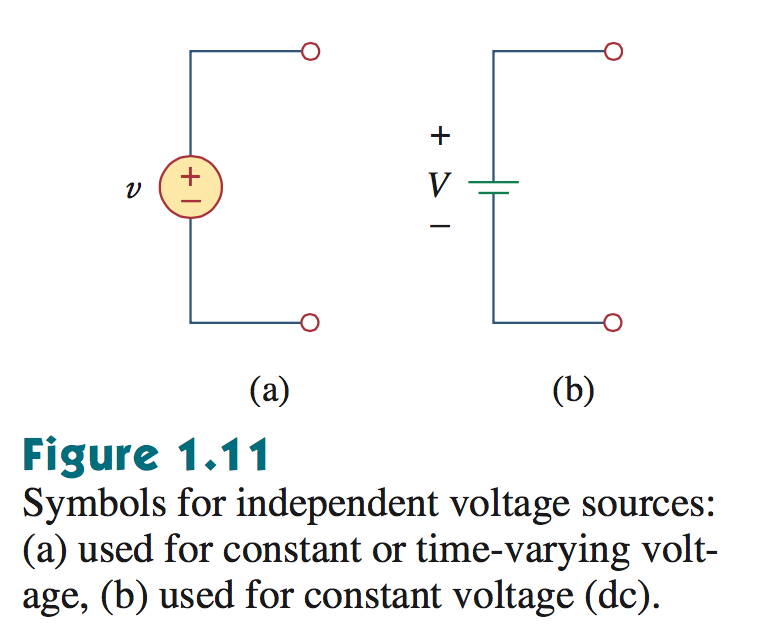 +
v + V
− −
(a) (b)
Figure 1.11
Symbols for independent voltage sources:
(a) used for constant or time-varying volt-
age, (b) used for constant voltage (dc).